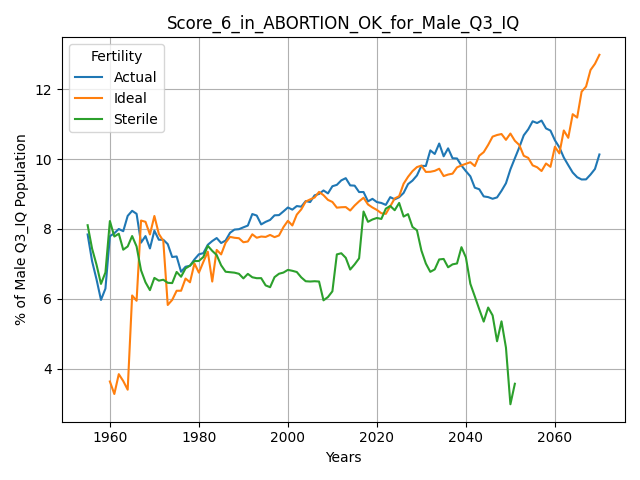 Score_6_in_ABORTION_OK_for_Male_Q3_IQ
Fertility
Actual
Ideal
Sterile
% of Male Q3_IQ Population
12
10
8
6
4
1960 1980 2000 2020 2040 2060
Years